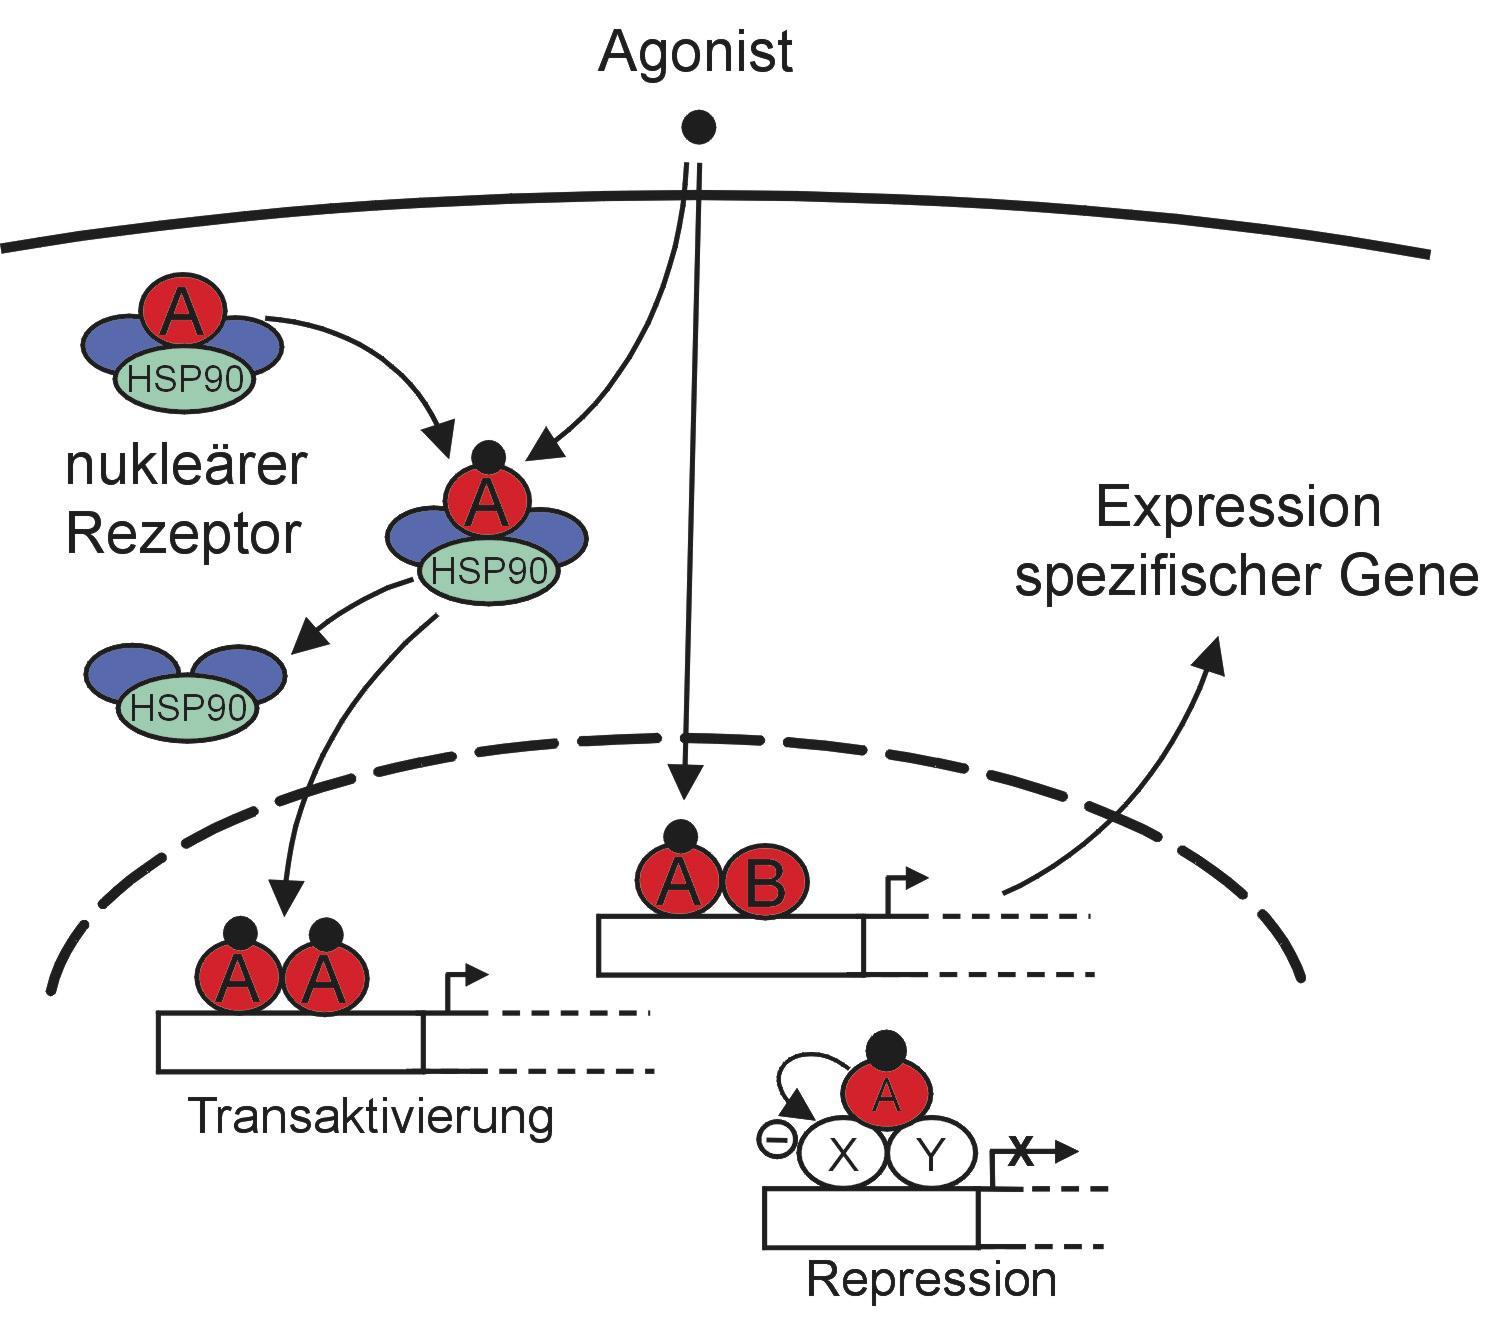 Agonist
A
HSP90
nukleärer
Rezeptor
A
HSP90
Expression
spezifischer Gene
HSP90
A B
A A
Transaktivierung
A
− X Y X
Repression